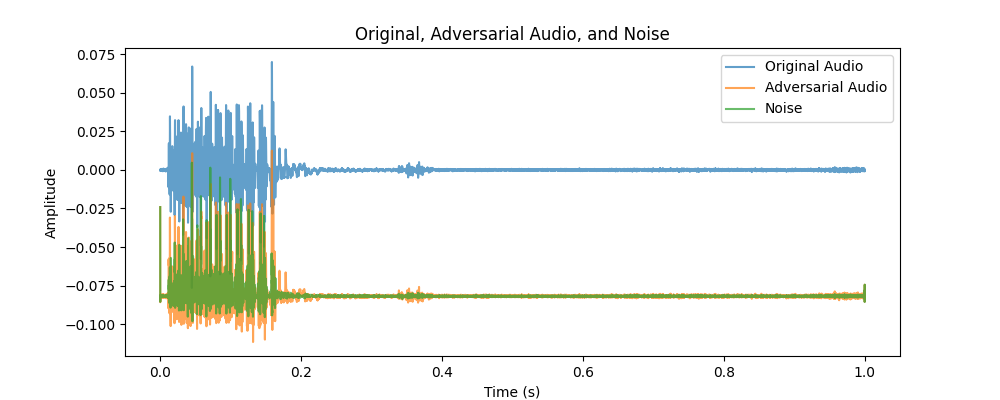 Original, Adversarial Audio, and Noise
Original Audio
Adversarial Audio
Noise
Amplitude
0.075
0.050
0.025
0.000
−0.025
−0.050
−0.075
−0.100
0.0 0.2 0.4 0.6 0.8 1.0
Time (s)